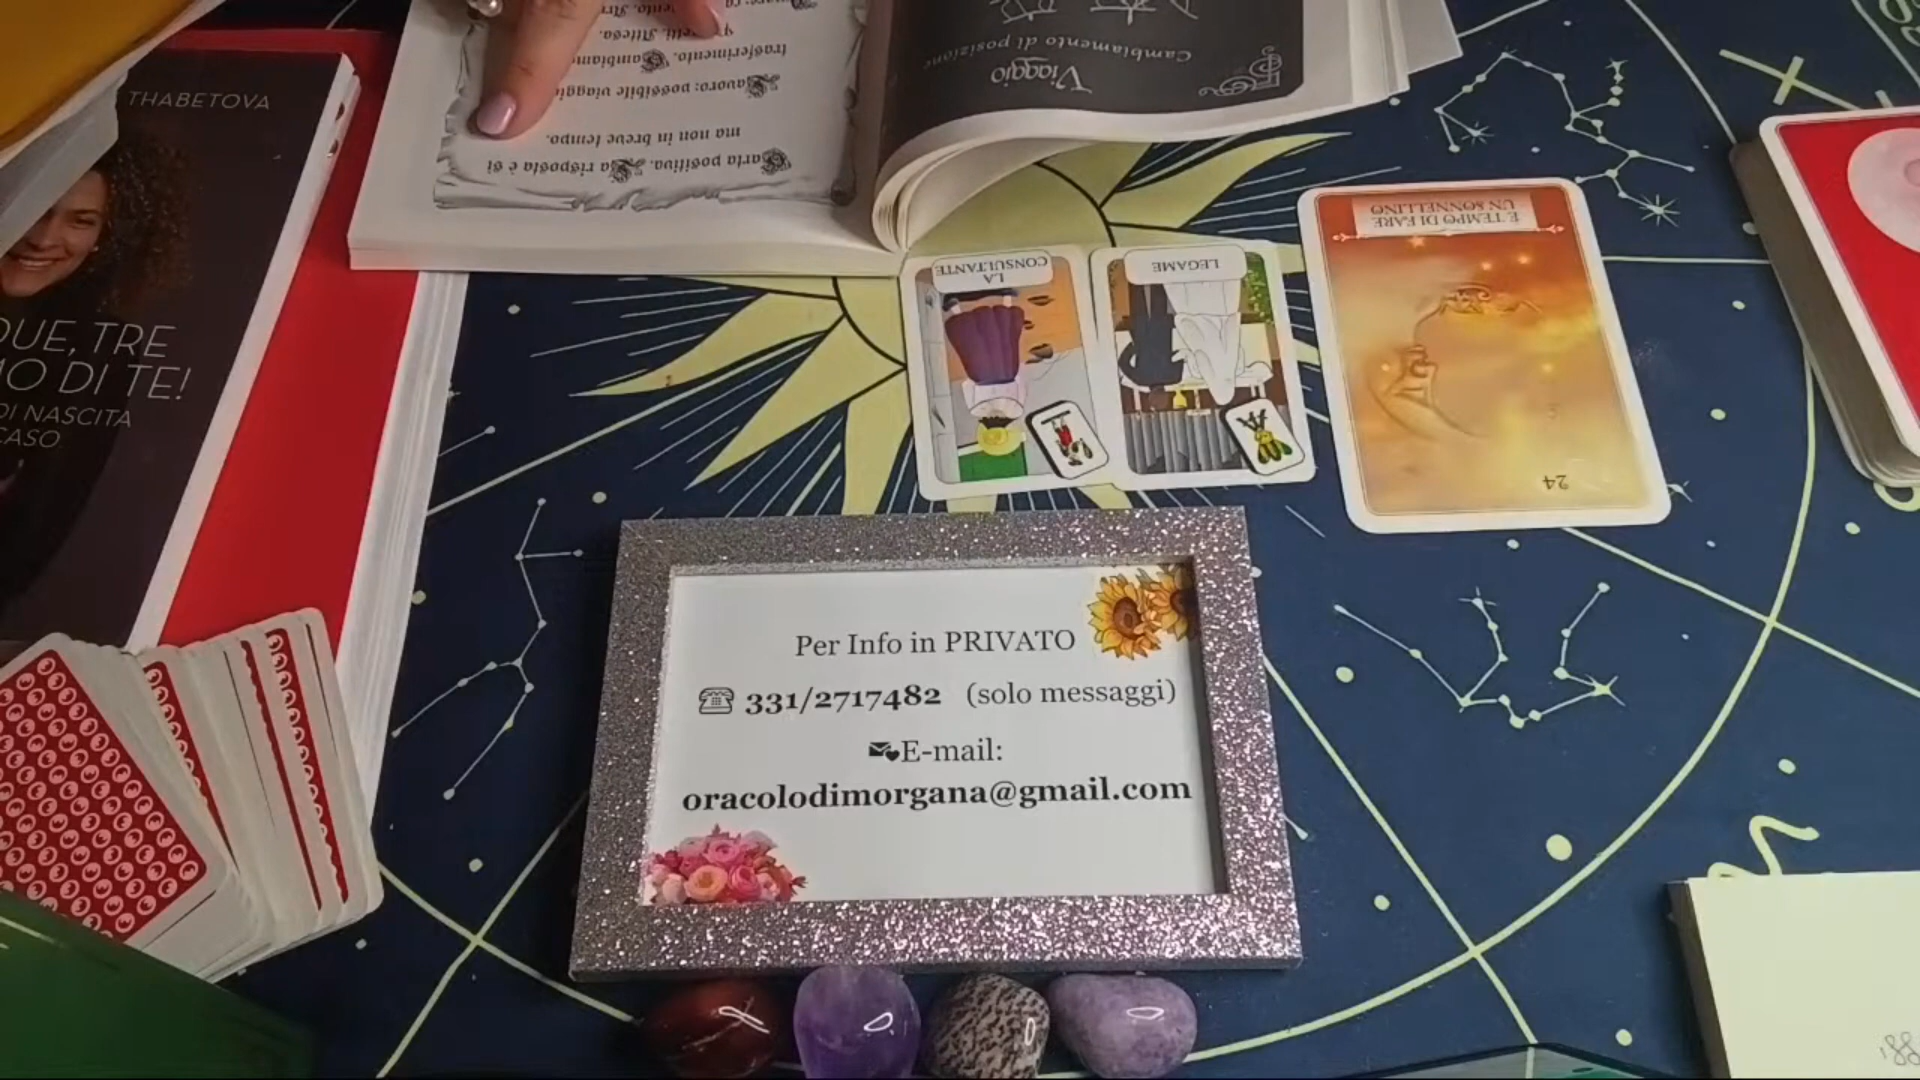 THABETOVA
DUE, TRE
MO DI TE!
DI NASCITA
CASO
Carta positiva. La risposta è sì
ma non in breve tempo.
Lavoro: possibile viaggio
trasferimento.
Attesa.
Viaggio
Cambiamento di posizione
LA
CONSULTANTE
LEGAME
È TEMPO DI FARE
UN SONNELLINO
24
Per Info in PRIVATO
331/2717482 (solo messaggi)
E-mail:
oracolodimorgana@gmail.com